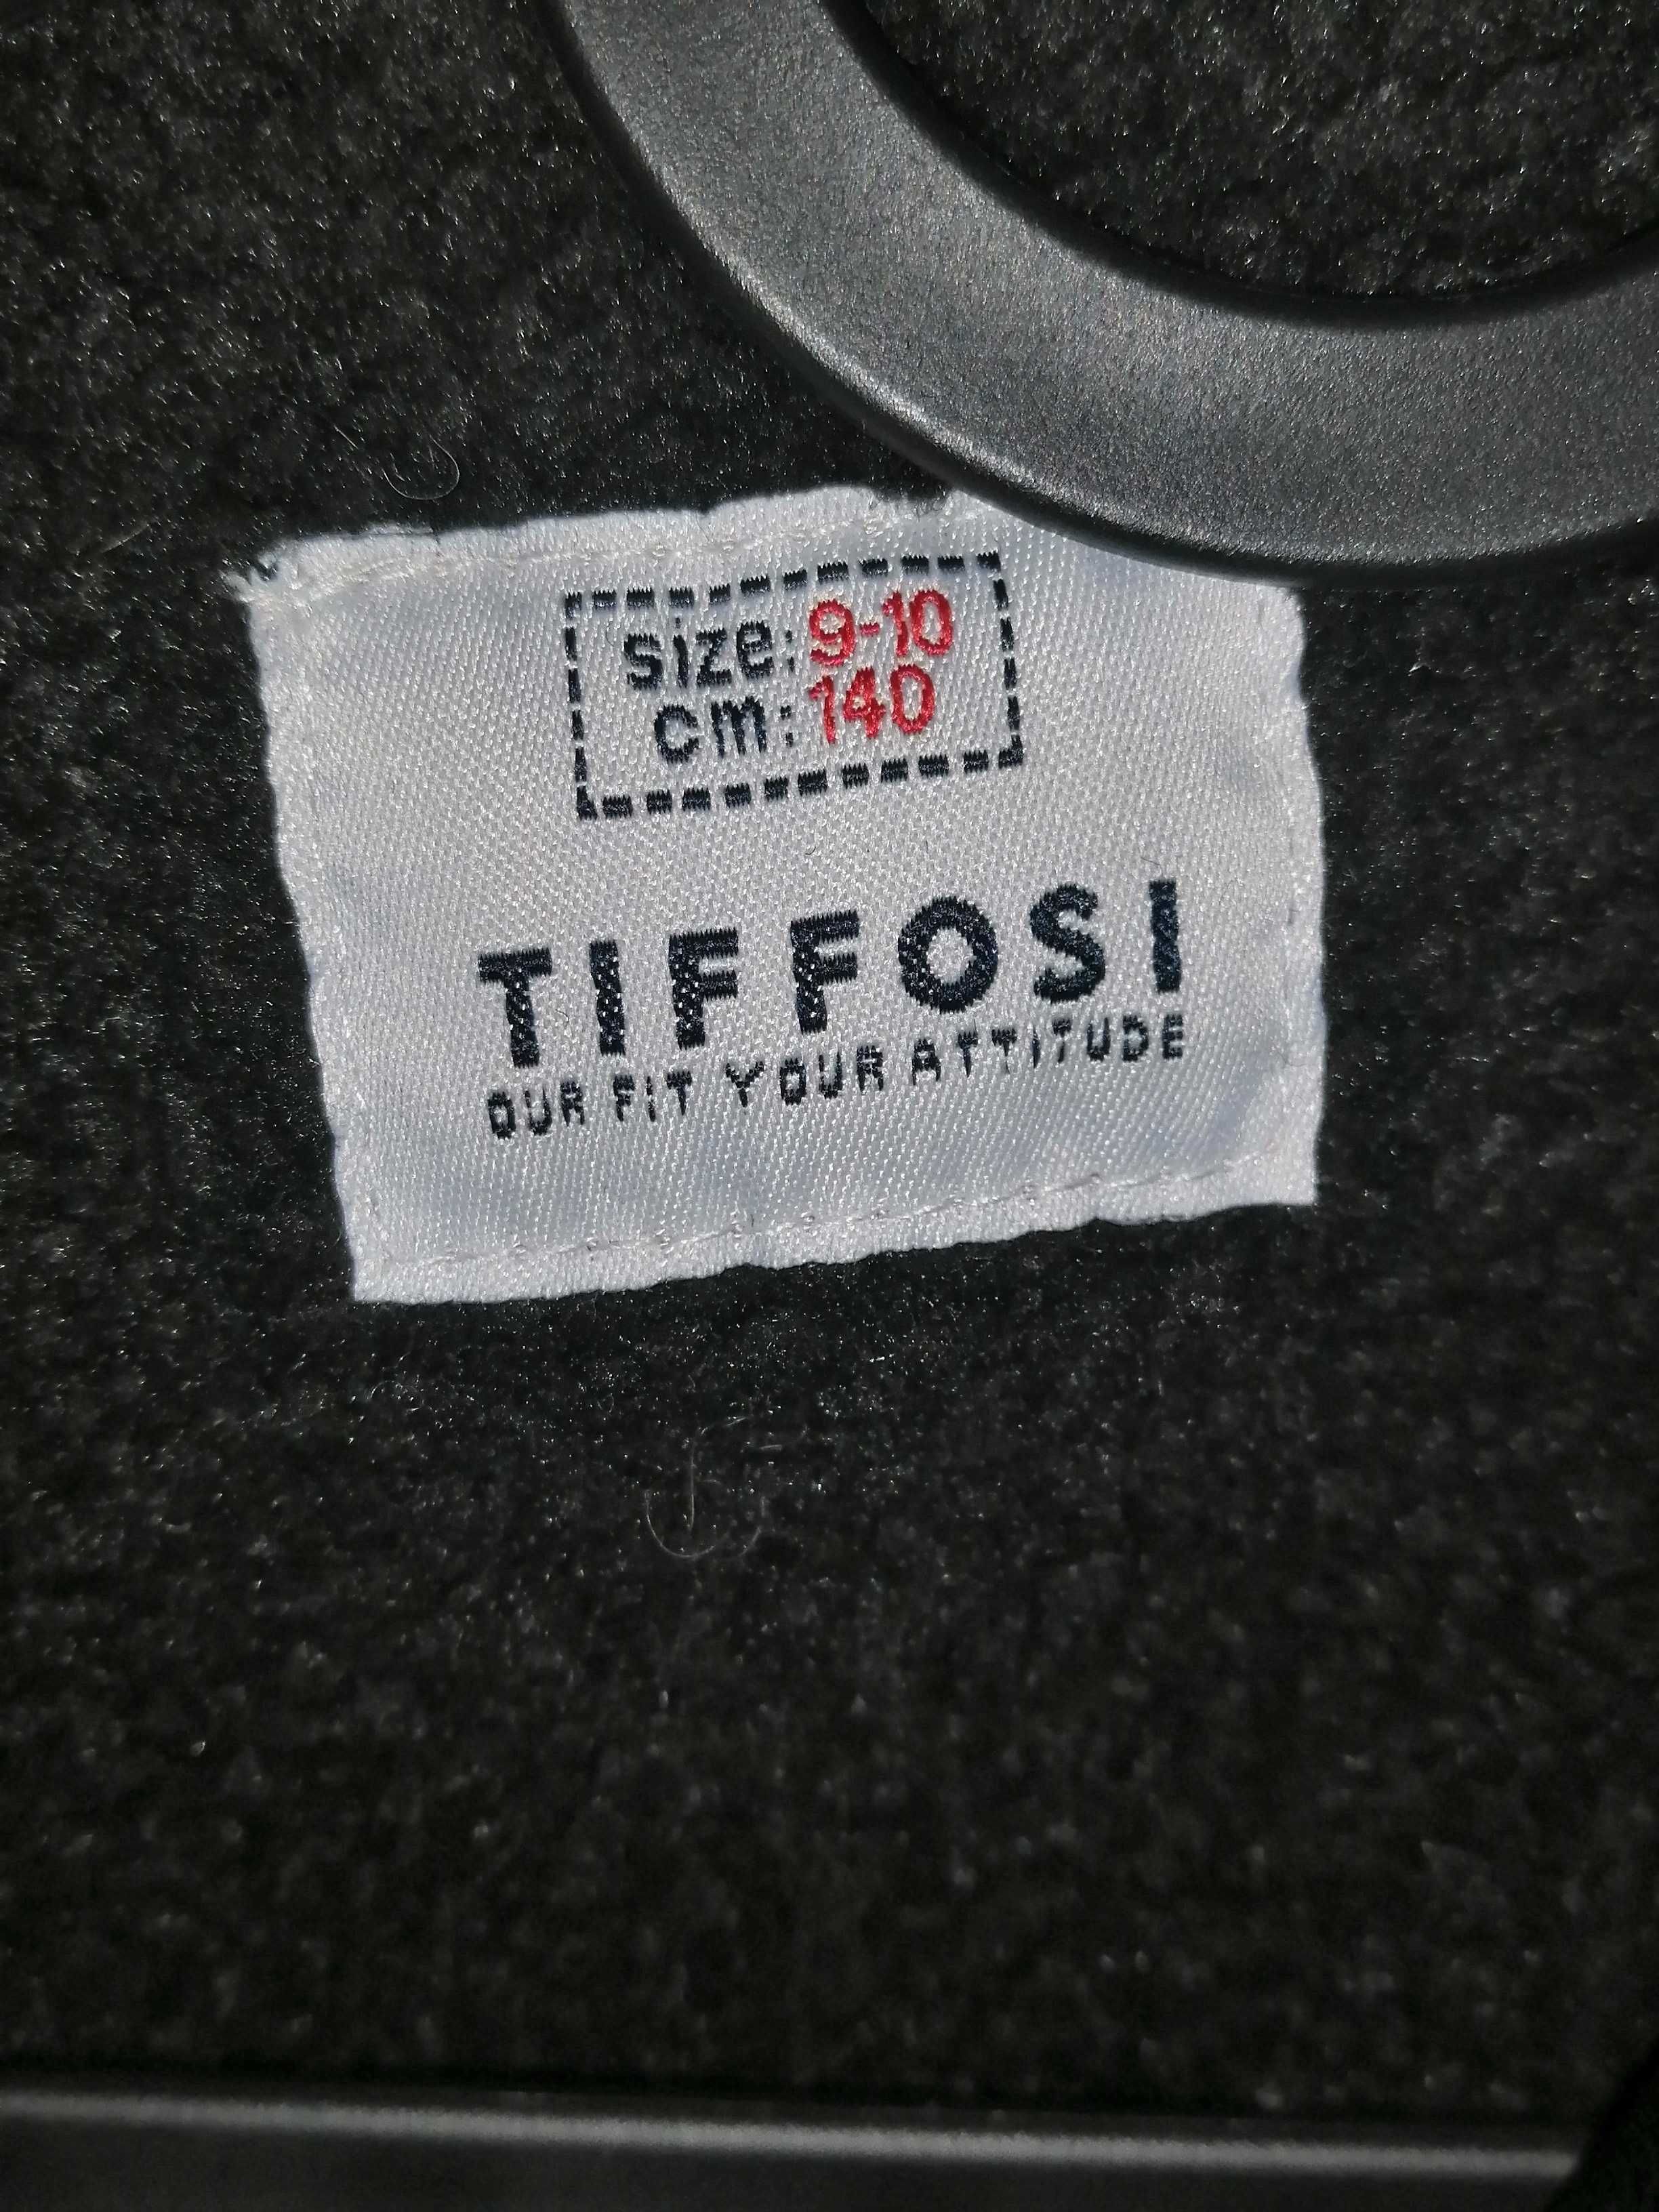 size: 9-10
cm: 140
TIFFOSI
OUR FIT YOUR ATTITUDE